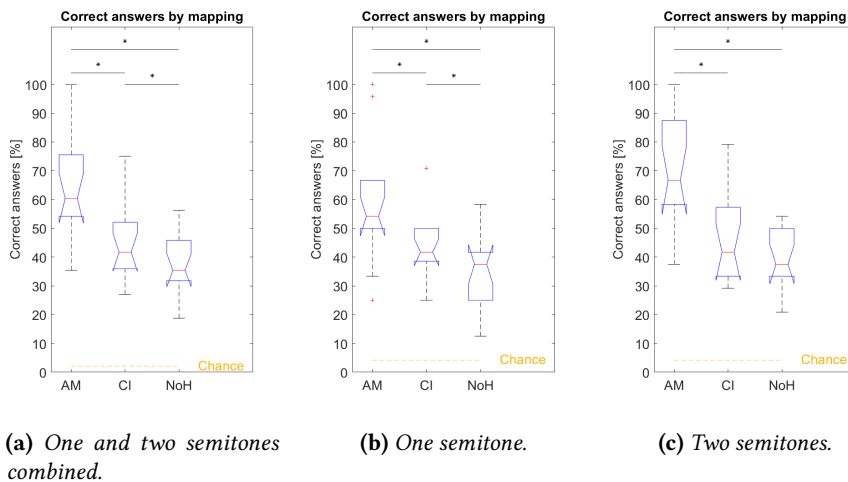 Correct answers by mapping
*
*
*
100
90
80
70
60
50
40
30
20
10
0
Correct answers [%]
Chance
AM CI NoH
(a) One and two semitones
combined.
Correct answers by mapping
*
*
*
100
90
80
70
60
50
40
30
20
10
0
Correct answers [%]
Chance
AM CI NoH
(b) One semitone.
Correct answers by mapping
*
*
100
90
80
70
60
50
40
30
20
10
0
Correct answers [%]
Chance
AM CI NoH
(c) Two semitones.